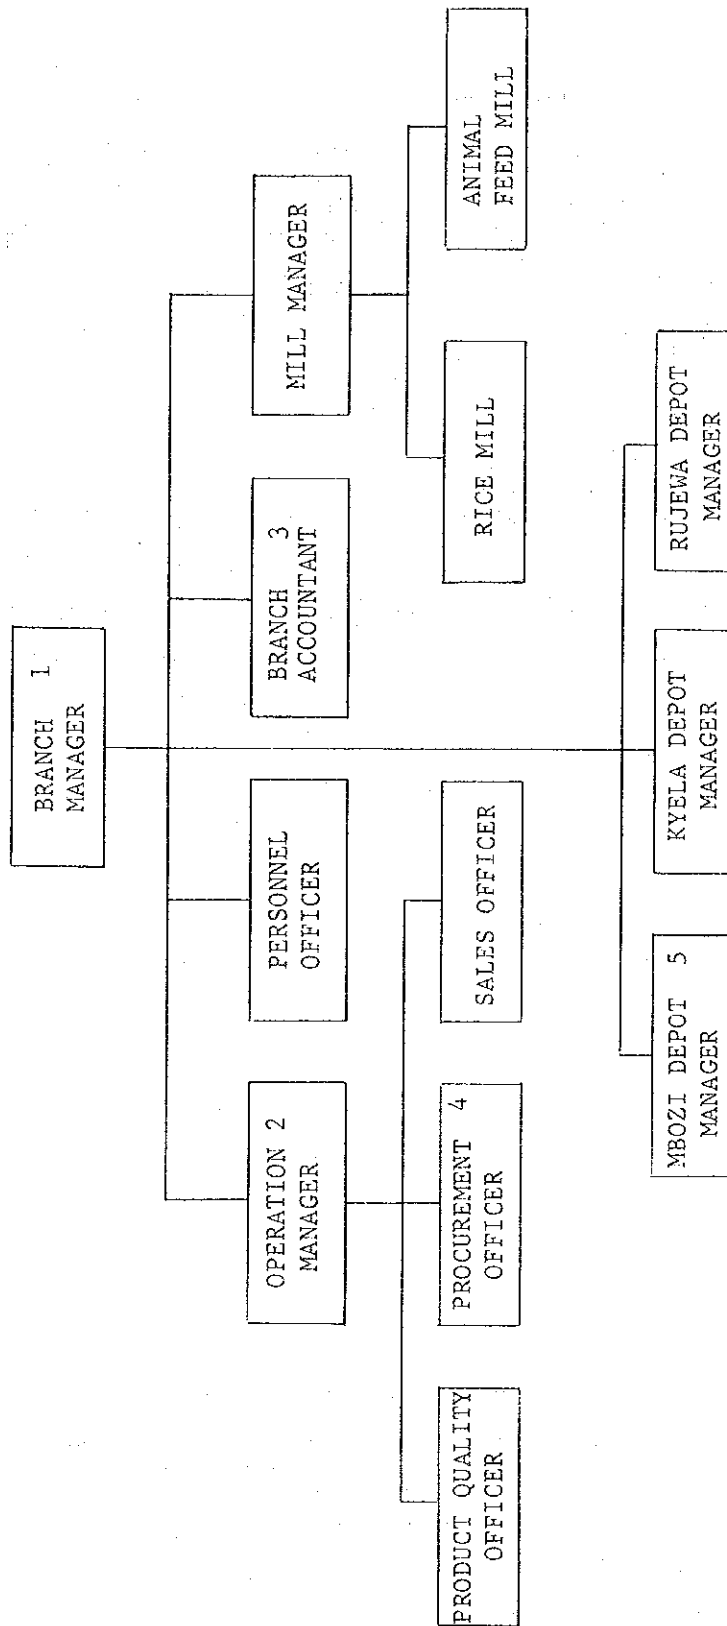 BRANCH 1
MANAGER
OPERATION 2
MANAGER
PERSONNEL
OFFICER
BRANCH 3
ACCOUNTANT
MILL MANAGER
PRODUCT QUALITY
OFFICER
PROCUREMENT 4
OFFICER
SALES OFFICER
RICE MILL
ANIMAL
FEED MILL
MBOZI DEPOT 5
MANAGER
KYELA DEPOT
MANAGER
RUJEWA DEPOT
MANAGER